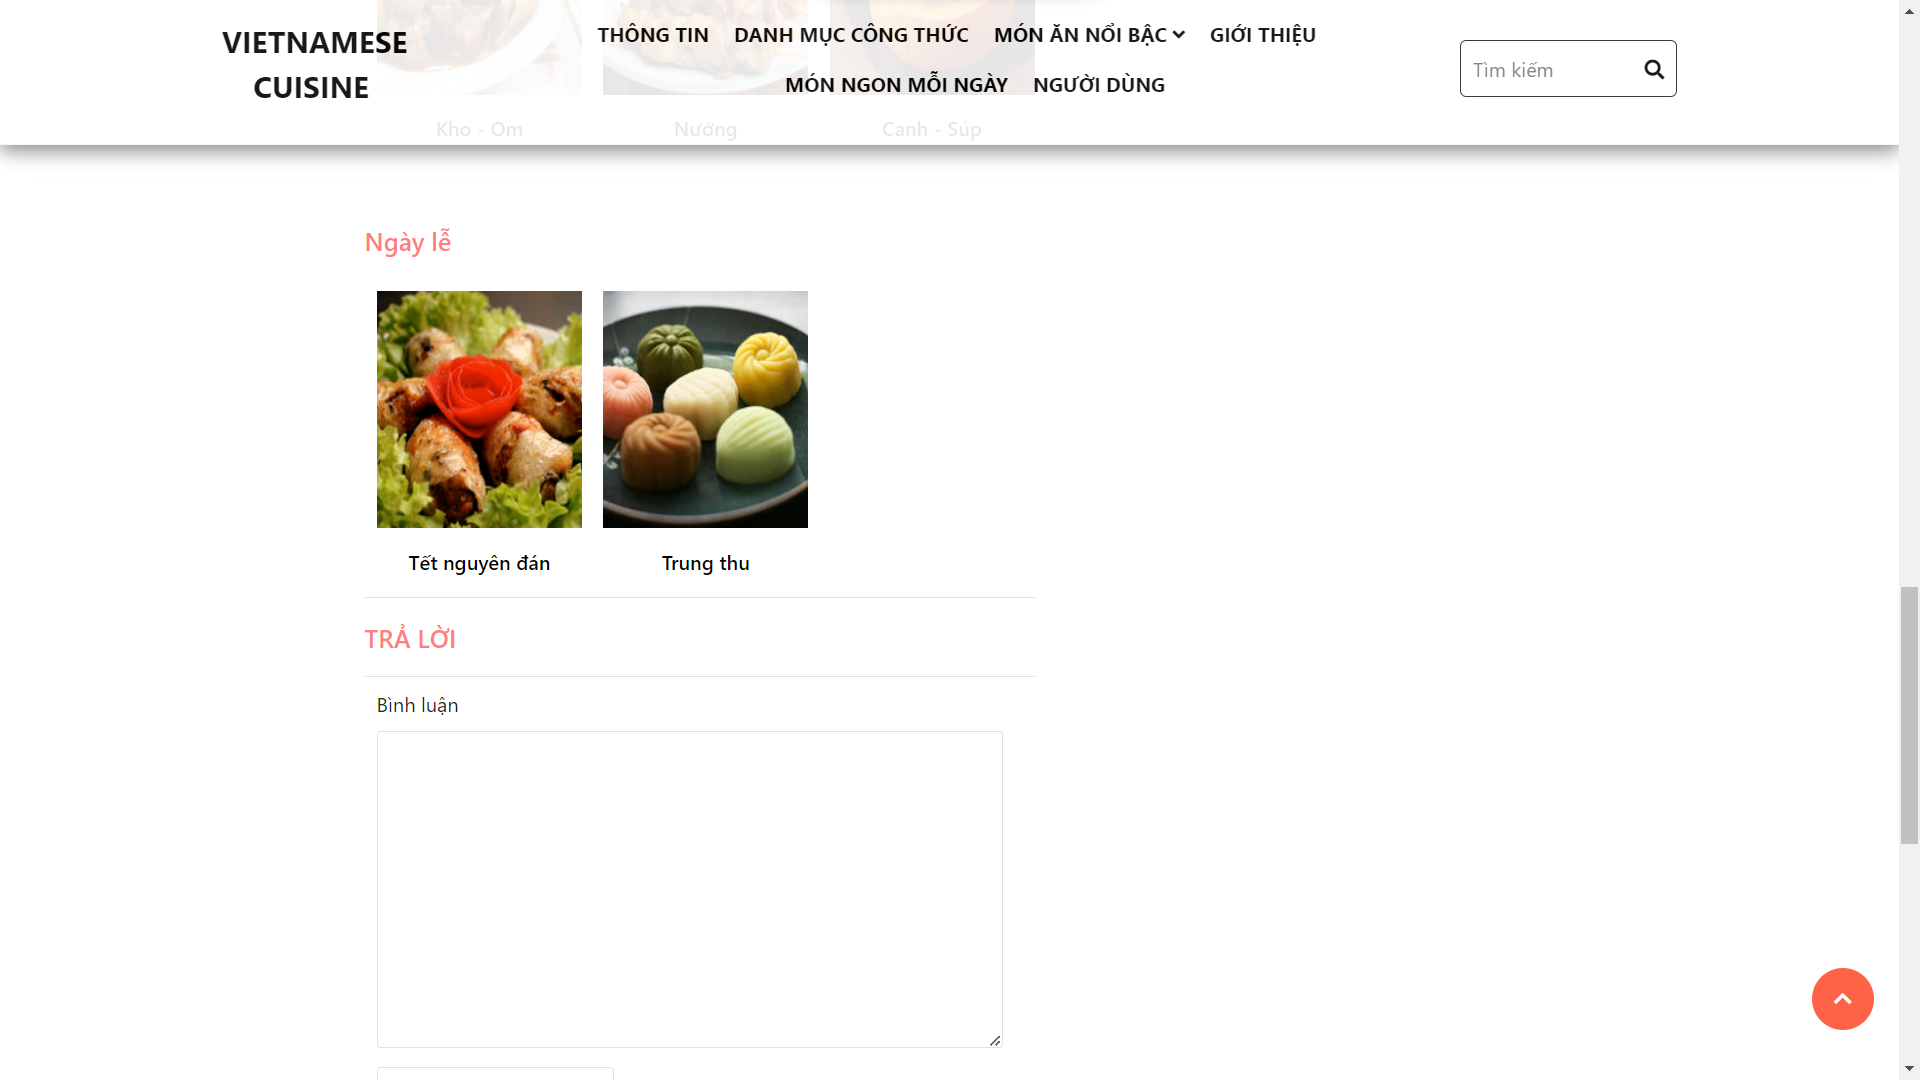 VIETNAMESE
CUISINE
THÔNG TIN DANH MỤC CÔNG THỨC MÓN ĂN NỔI BẬC GIỚI THIỆU
MÓN NGON MỖI NGÀY NGƯỜI DÙNG
Tìm kiếm
Kho - Om Nướng Canh - Súp
Ngày lễ
Tết nguyên đán Trung thu
TRẢ LỜI
Bình luận